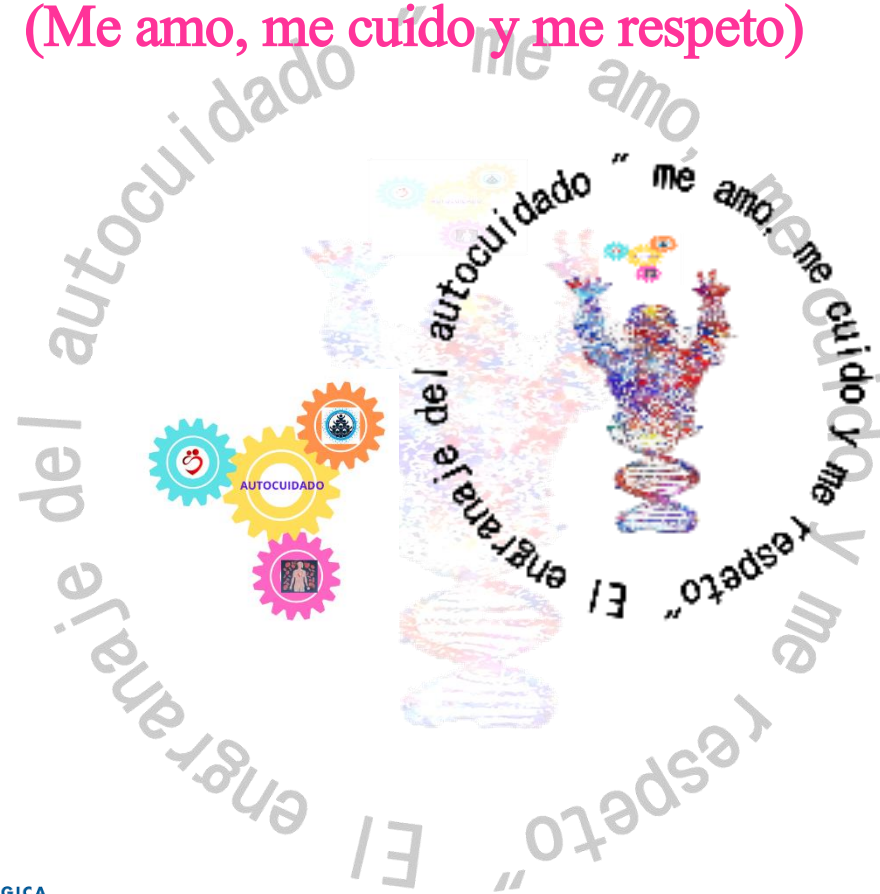 (Me amo, me cuido y me respeto)
El engranaje del autocuidado “ me amo, me cuido y me respeto”
El engranaje del autocuidado “ me amo, me cuido y me respeto”
AUTOCUIDADO
GICA